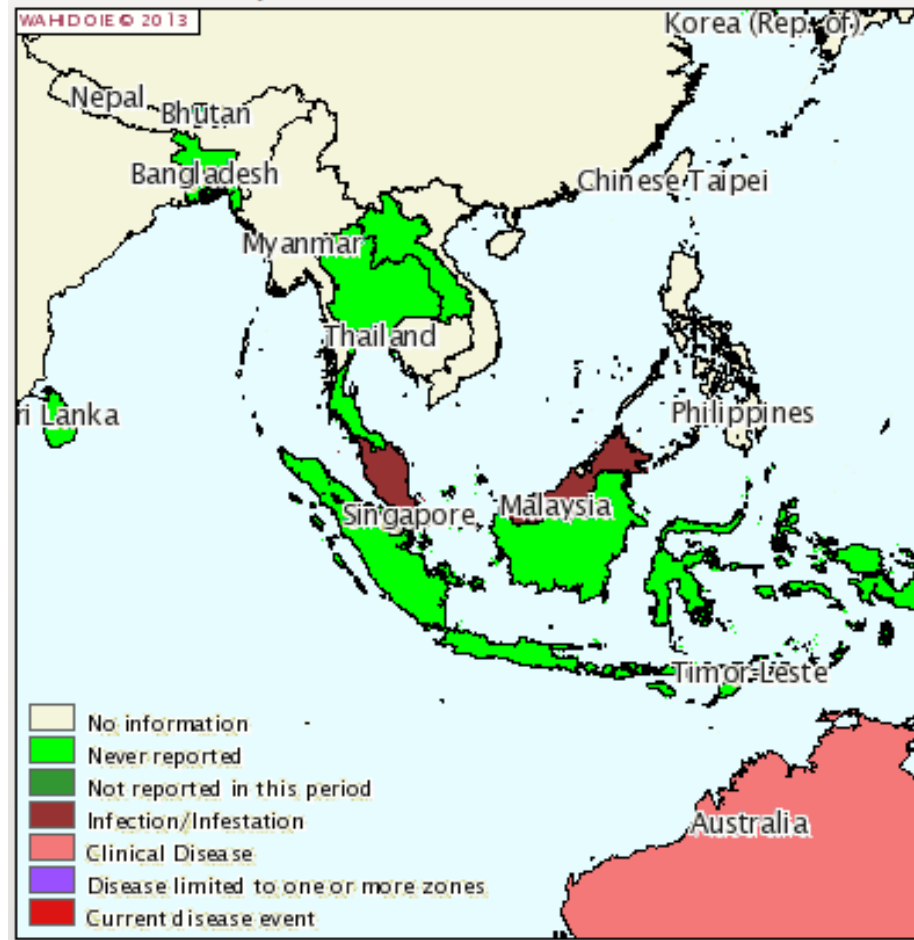 WAHID OIE © 2013
Korea (Rep. of)
Nepal
Bhutan
Bangladesh
Chinese Taipei
Myanmar
Thailand
ri Lanka
Philippines
Singapore
Malaysia
Timor-Leste
Australia
No information
Never reported
Not reported in this period
Infection/Infestation
Clinical Disease
Disease limited to one or more zones
Current disease event